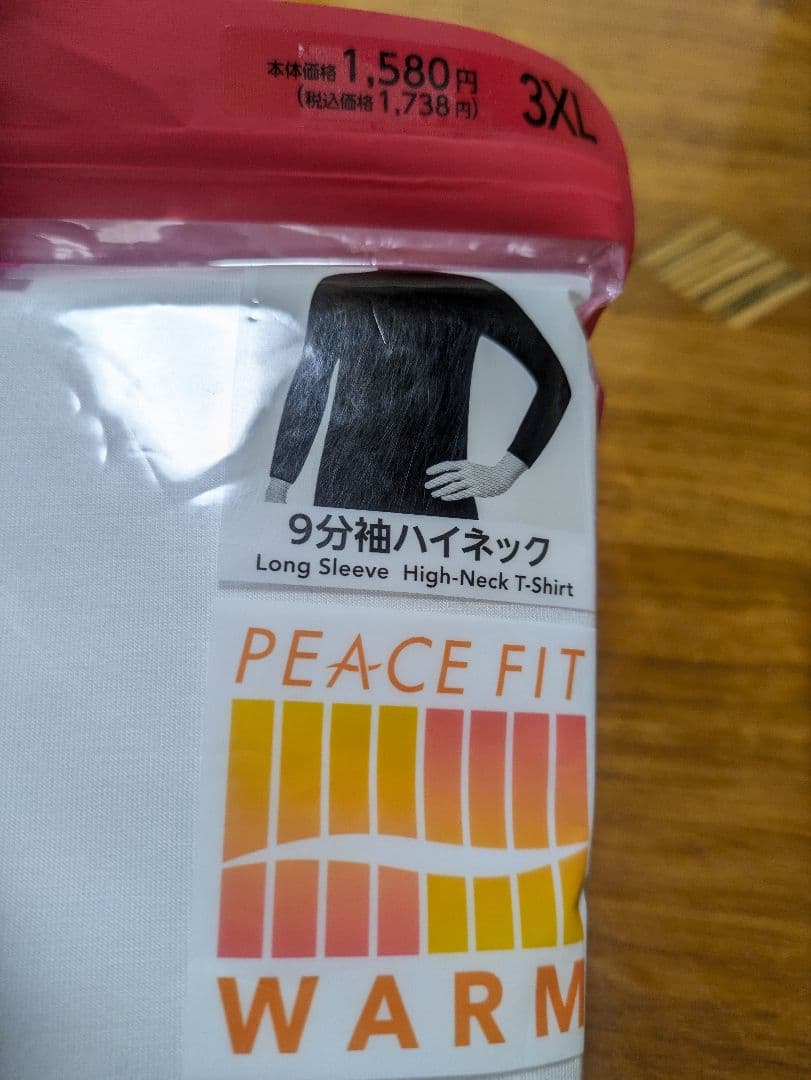 本体価格1,580円
(税込価格1,738円)
3XL
9分袖ハイネック
Long Sleeve High-Neck T-Shirt
PEACE FIT
WARM